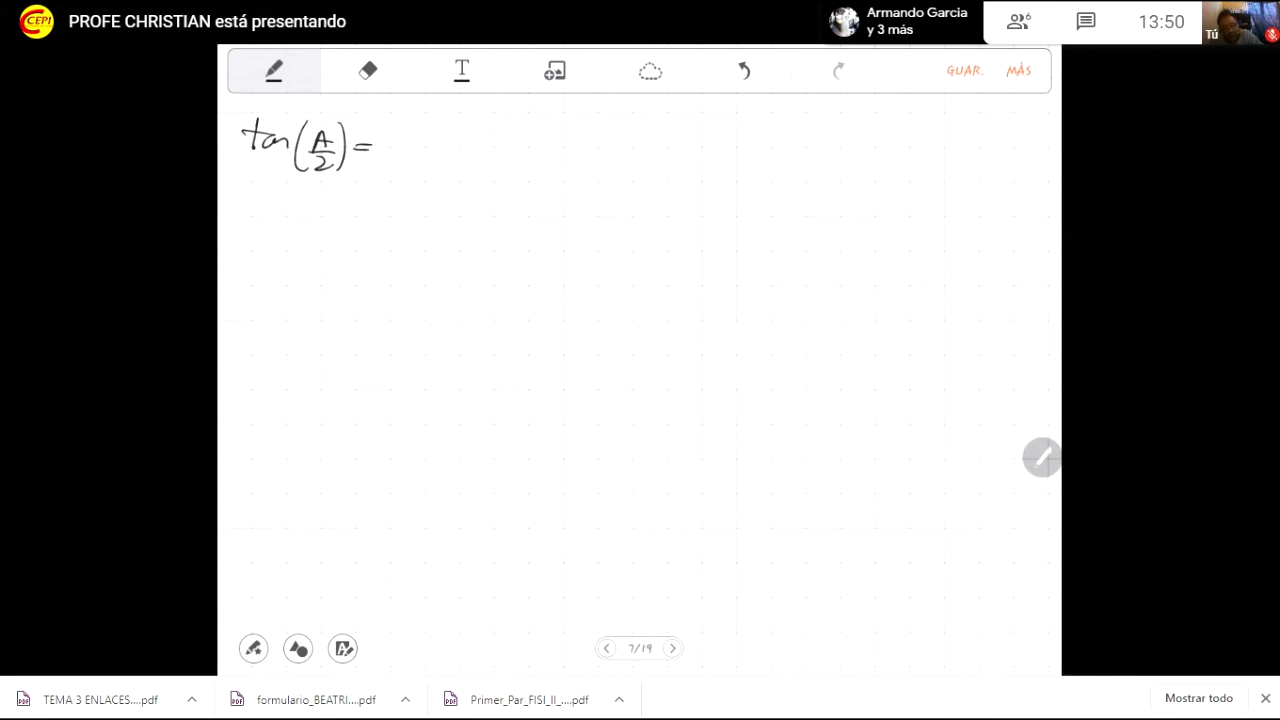 CEPI PROFE CHRISTIAN está presentando
Armando Garcia
y 3 más
6
13:50
Tú
T
GUAR. MÁS
tan(A/2)=
7/19
TEMA 3 ENLACES....pdf
formulario_BEATRI....pdf
Primer_Par_FISI_II_....pdf
Mostrar todo